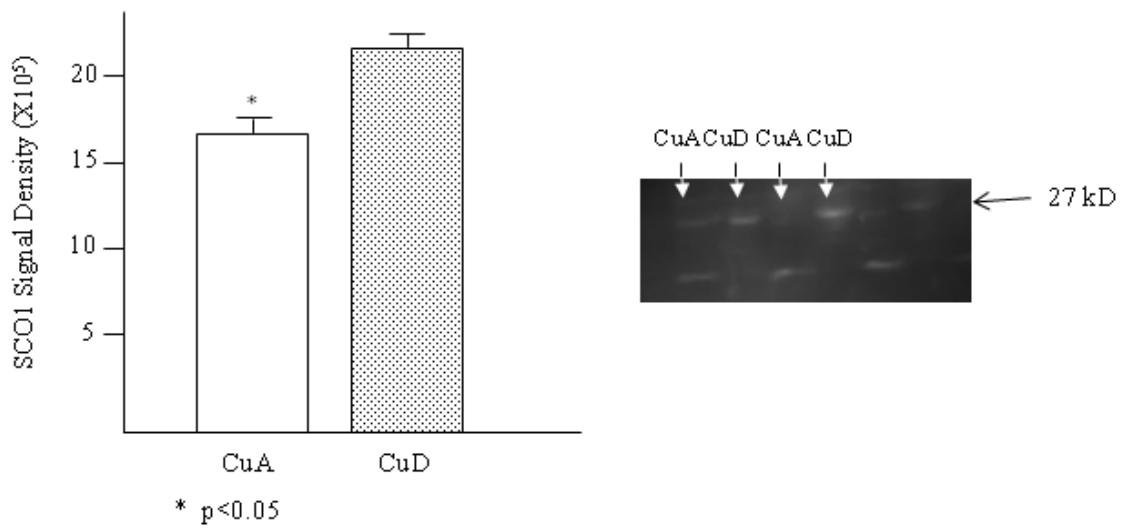 SCO1 Signal Density (X10⁵)
20
15
10
5
*
CuA
CuD
* p<0.05
CuA CuD CuA CuD
27 kD